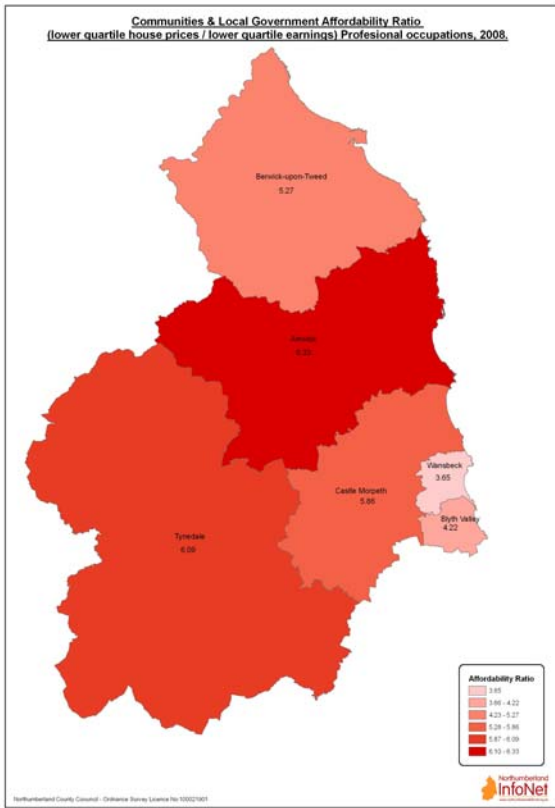 Communities & Local Government Affordability Ratio
(lower quartile house prices / lower quartile earnings) Profesional occupations, 2008.
Berwick-upon-Tweed
5.27
Alnwick
Wansbeck
3.65
Castle Morpeth
5.86
Blyth Valley
4.22
Tynedale
6.09
Affordability Ratio
3.65
3.66 - 4.22
4.23 - 5.27
5.28 - 5.86
5.87 - 6.09
6.10 - 6.35
Northumberland County Council - Ordnance Survey Licence No 100021901
Northumberland
InfoNet